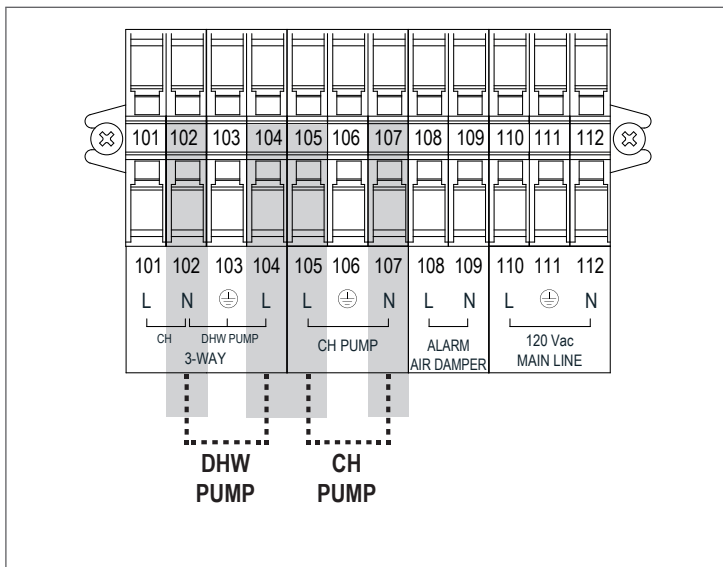 101 102 103 104 105 106 107 108 109 110 111 112
101 102 103 104 105 106 107 108 109 110 111 112
L N ⏚ L L ⏚ N L N L ⏚ N
CH DHW PUMP
3-WAY
CH PUMP
ALARM
AIR DAMPER
120 Vac
MAIN LINE
DHW
PUMP
CH
PUMP